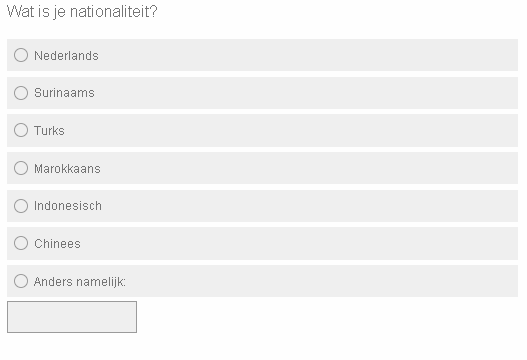 Wat is je nationaliteit?
Nederlands
Surinaams
Turks
Marokkaans
Indonesisch
Chinees
Anders namelijk: